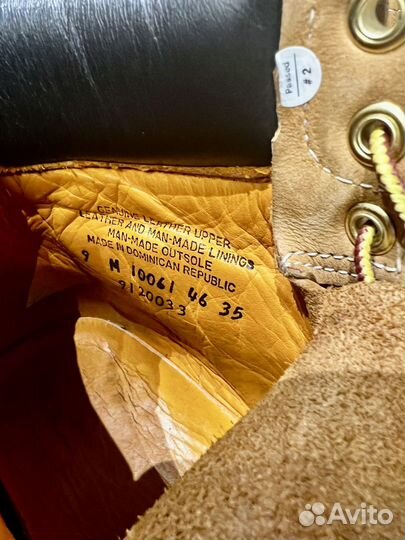 Passed
#2
GENUINE LEATHER UPPER
LEATHER AND MAN-MADE LININGS
MAN-MADE OUTSOLE
MADE IN DOMINICAN REPUBLIC
9 M 10061 46 35
9120033
Avito